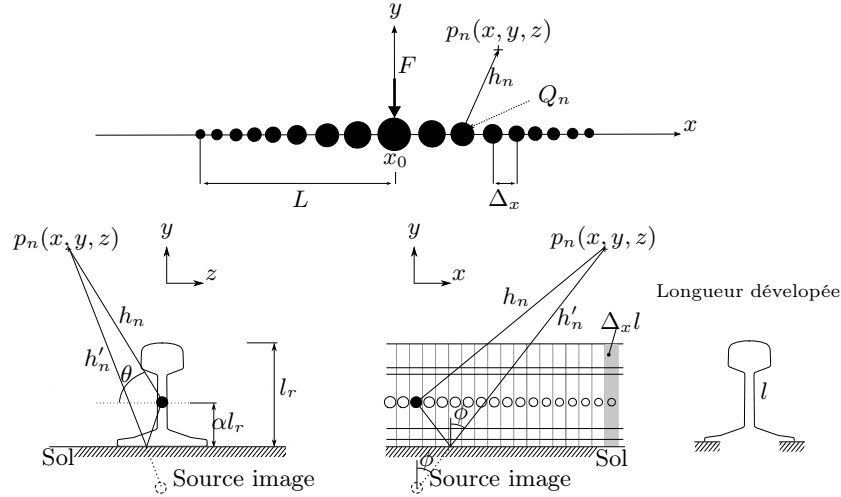 y
p_n(x, y, z)
F
h_n
Q_n
x
x_0
L
Δ_x
y
p_n(x, y, z)
z
h_n
h'_n
θ
l_r
αl_r
Sol
Source image
y
p_n(x, y, z)
x
h_n
h'_n
Δ_x l
ϕ
ϕ
Sol
Source image
Longueur dévelopée
l